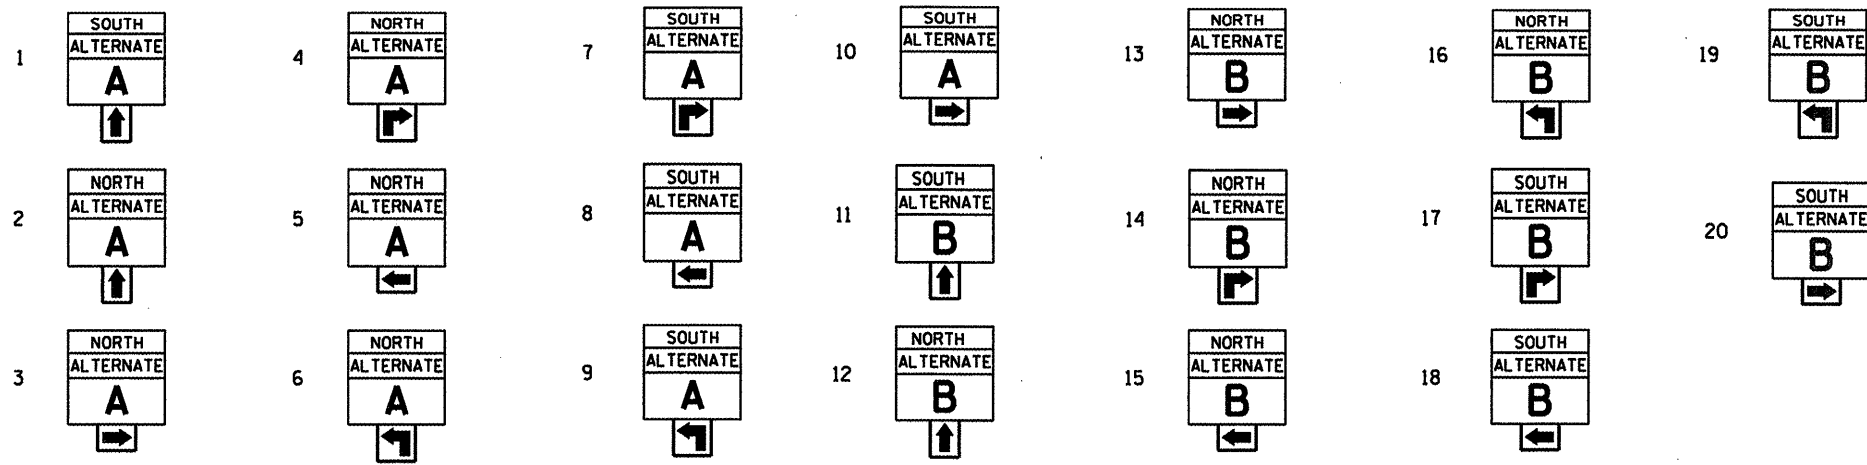 1
SOUTH
ALTERNATE
A
2
NORTH
ALTERNATE
A
3
NORTH
ALTERNATE
A
4
NORTH
ALTERNATE
A
5
NORTH
ALTERNATE
A
6
NORTH
ALTERNATE
A
7
SOUTH
ALTERNATE
A
8
SOUTH
ALTERNATE
A
9
SOUTH
ALTERNATE
A
10
SOUTH
ALTERNATE
A
11
SOUTH
ALTERNATE
B
12
NORTH
ALTERNATE
B
13
NORTH
ALTERNATE
B
14
NORTH
ALTERNATE
B
15
NORTH
ALTERNATE
B
16
NORTH
ALTERNATE
B
17
SOUTH
ALTERNATE
B
18
SOUTH
ALTERNATE
B
19
SOUTH
ALTERNATE
B
20
SOUTH
ALTERNATE
B